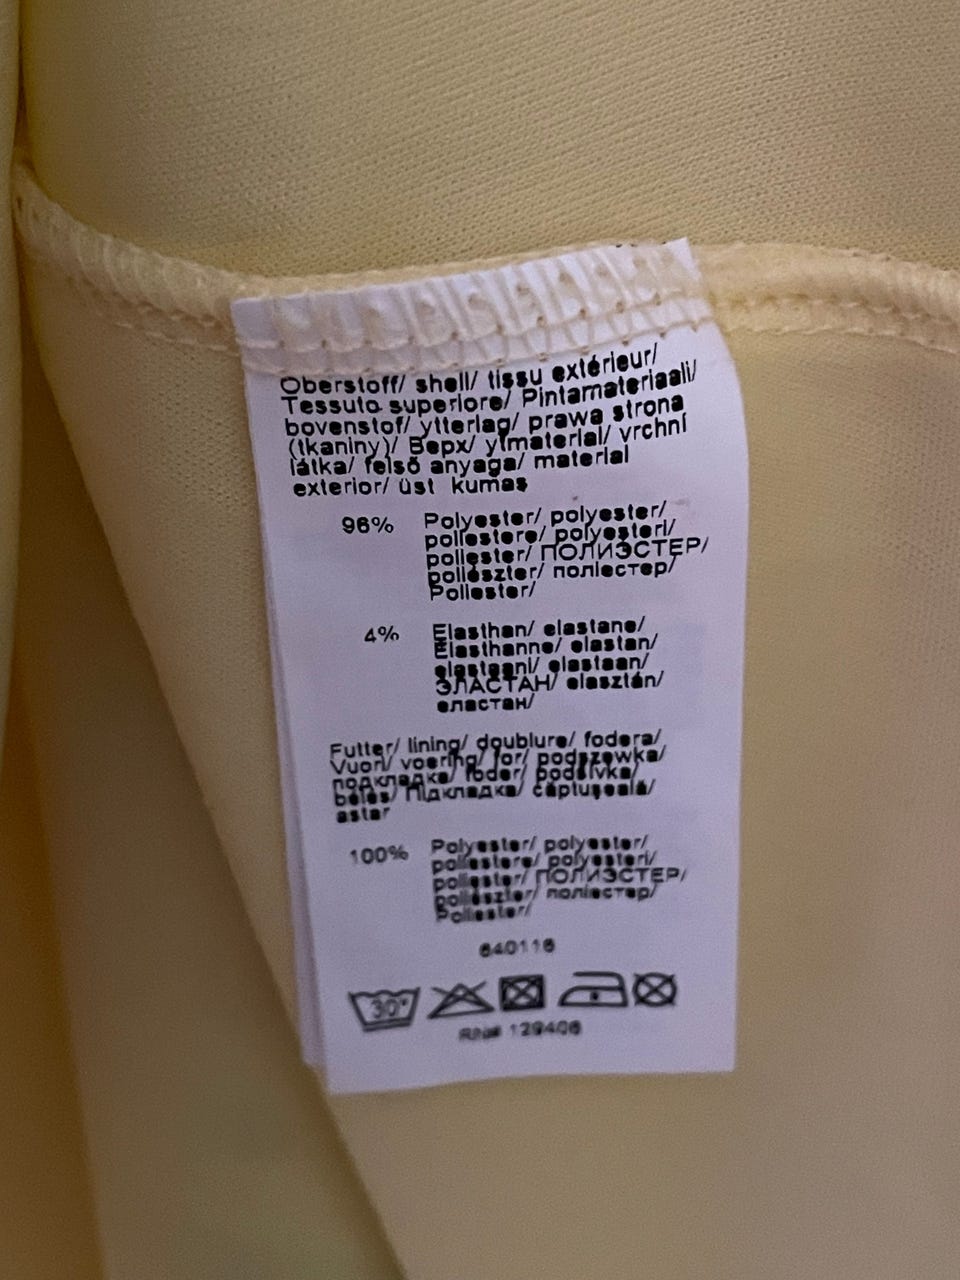 Oberstoff/ shell/ tissu extérieur/
Tessuto superiore/ Pintamateriaali/
bovenstof/ ytterlag/ prawa strona
(tkaniny)/ Верх/ ytmaterial/ vrchní
látka/ felső anyaga/ material
exterior/ üst kumaş
96% Polyester/ polyester/
poliestere/ polyesteri/
poliester/ ПОЛИЭСТЕР/
poliészter/ поліестер/
Poliester/
4% Elasthan/ elastane/
Élasthanne/ elastan/
elastaani/ elastaan/
ЭЛАСТАН/ elasztán/
еластан/
Futter/ lining/ doublure/ fodera/
Vuori/ voering/ for/ podszewka/
подкладка/ foder/ podšívka/
bélés/ Підкладка/ căptuşeală/
astar
100% Polyester/ polyester/
poliestere/ polyesteri/
poliester/ ПОЛИЭСТЕР/
poliészter/ поліестер/
Poliester/
640116
30°
RN# 129406